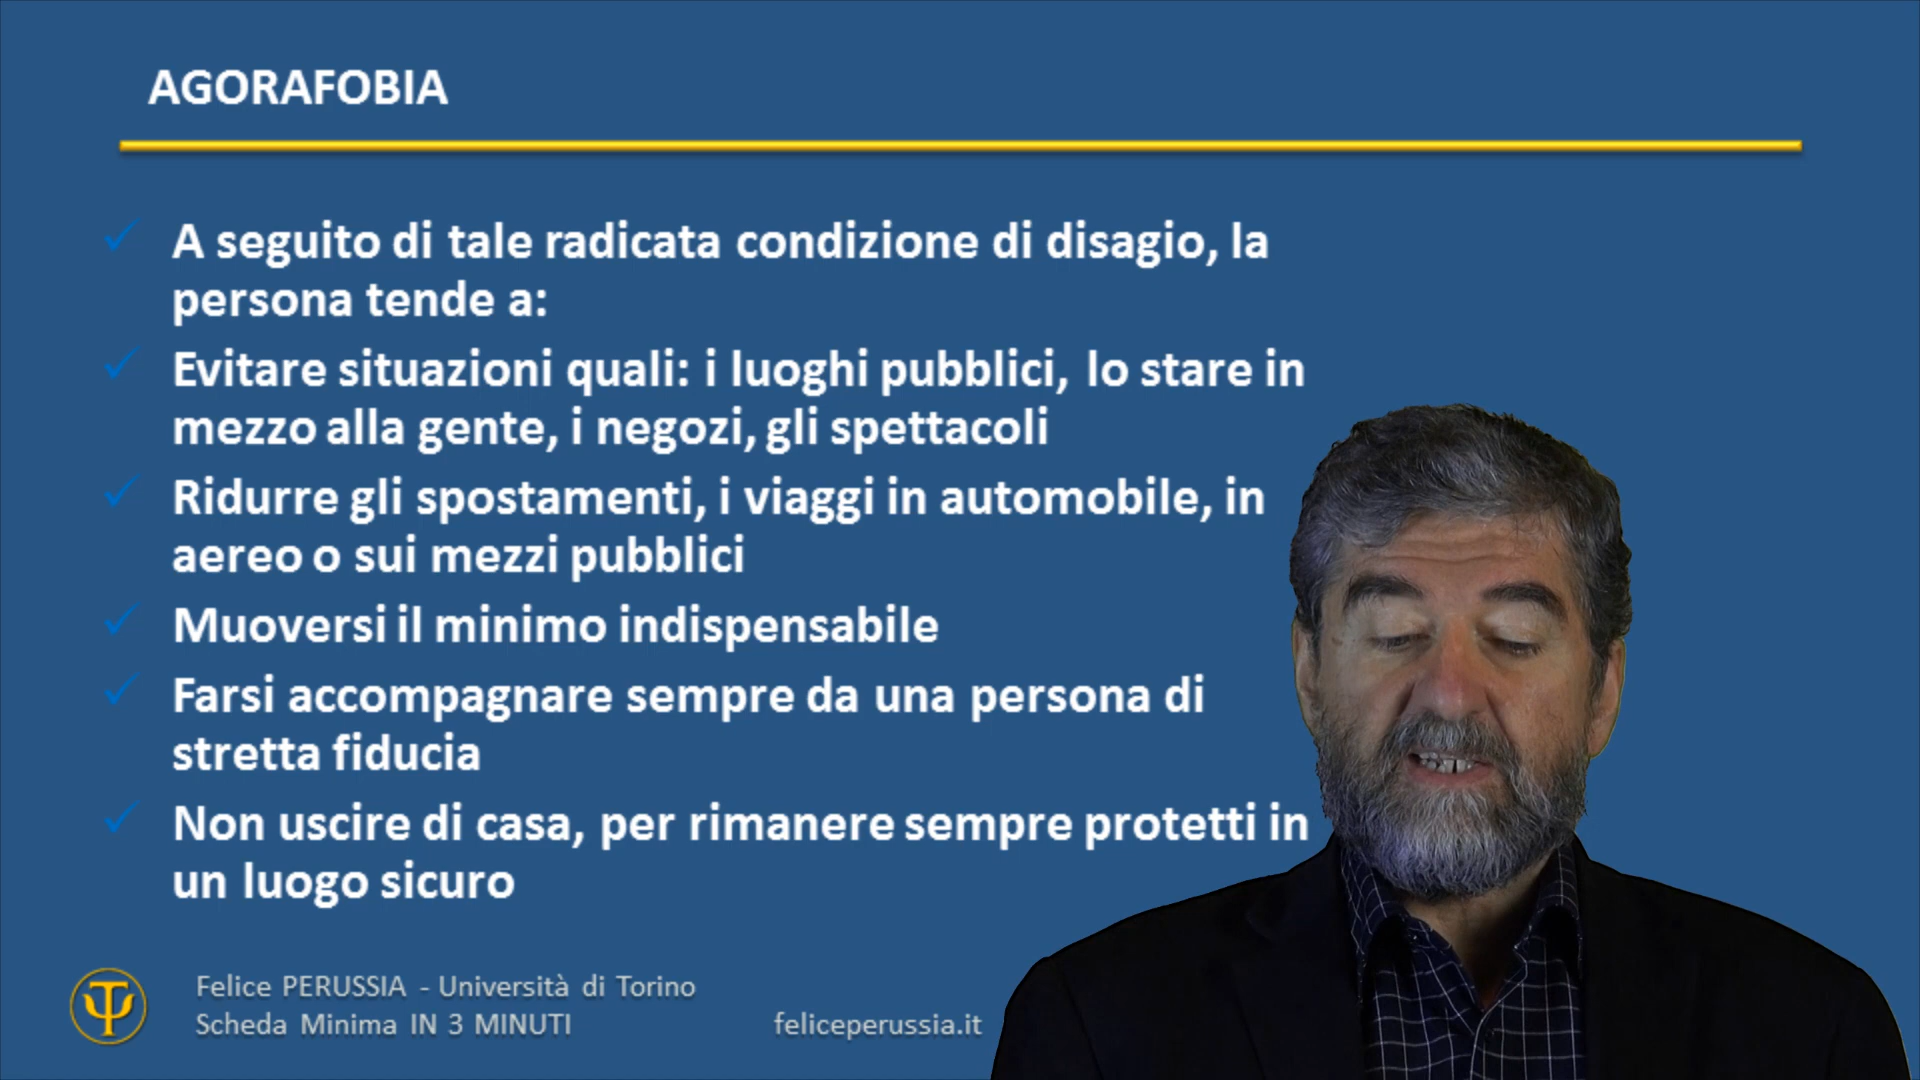 AGORAFOBIA
A seguito di tale radicata condizione di disagio, la
persona tende a:
Evitare situazioni quali: i luoghi pubblici, lo stare in
mezzo alla gente, i negozi, gli spettacoli
Ridurre gli spostamenti, i viaggi in automobile, in
aereo o sui mezzi pubblici
Muoversi il minimo indispensabile
Farsi accompagnare sempre da una persona di
stretta fiducia
Non uscire di casa, per rimanere sempre protetti in
un luogo sicuro
Felice PERUSSIA - Università di Torino
Scheda Minima IN 3 MINUTI
feliceperussia.it